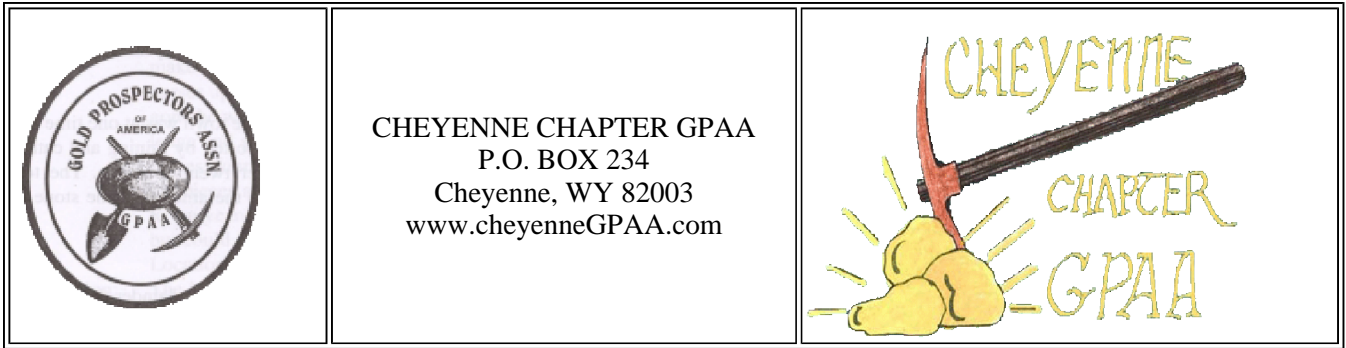 GOLD PROSPECTORS ASSN.
OF
AMERICA
GPAA
CHEYENNE CHAPTER GPAA
P.O. BOX 234
Cheyenne, WY 82003
www.cheyenneGPAA.com
CHEYENNE
CHAPTER
GPAA